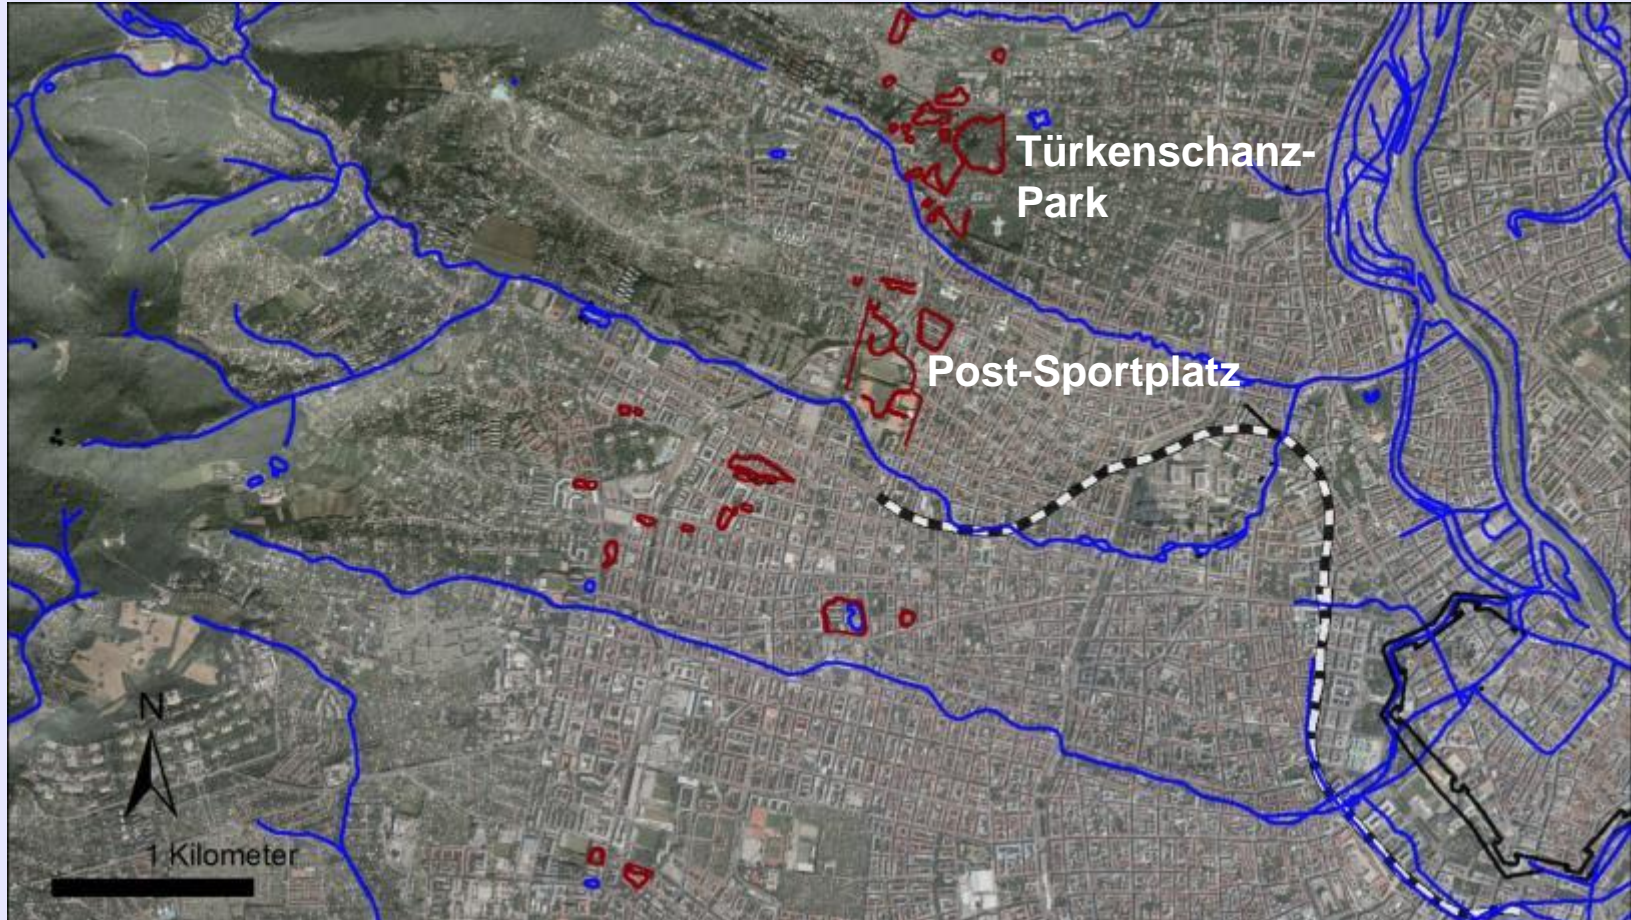 Türkenschanz-
Park
Post-Sportplatz
N
1 Kilometer